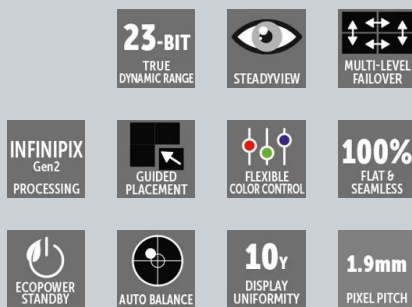 23-BIT
TRUE
DYNAMIC RANGE
STEADYVIEW
MULTI-LEVEL
FAILOVER
INFINIPIX
Gen2
PROCESSING
GUIDED
PLACEMENT
FLEXIBLE
COLOR CONTROL
100%
FLAT &
SEAMLESS
ECOPOWER
STANDBY
AUTO BALANCE
10Y
DISPLAY
UNIFORMITY
1.9mm
PIXEL PITCH